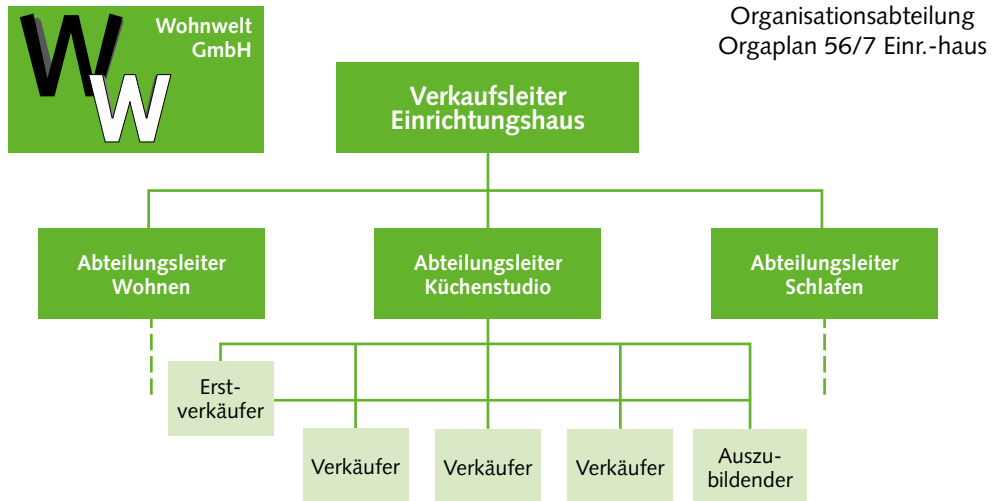 WW
Wohnwelt
GmbH
Organisationsabteilung
Orgaplan 56/7 Einr.-haus
Verkaufsleiter
Einrichtungshaus
Abteilungsleiter
Wohnen
Abteilungsleiter
Küchenstudio
Abteilungsleiter
Schlafen
Erst-
verkäufer
Verkäufer
Verkäufer
Verkäufer
Auszu-
bildender